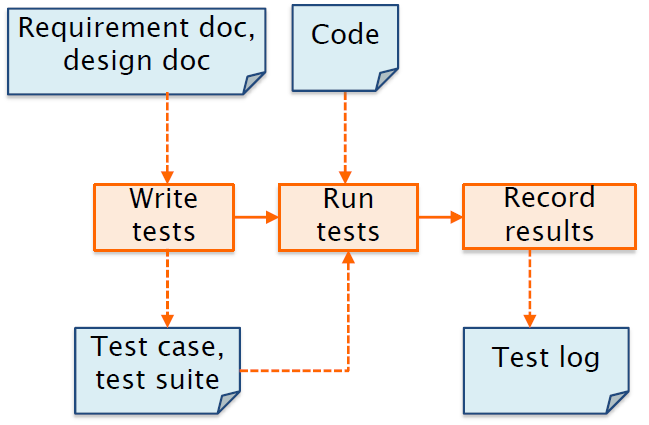 Requirement doc,
design doc
Code
Write
tests
Run
tests
Record
results
Test case,
test suite
Test log